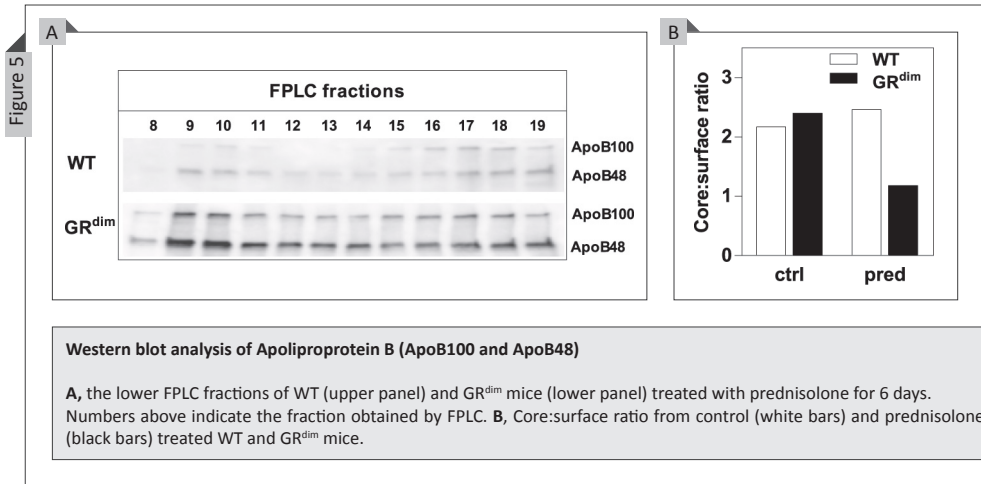 Figure 5
A
FPLC fractions
8 9 10 11 12 13 14 15 16 17 18 19
WT
ApoB100
ApoB48
GRdim
ApoB100
ApoB48
B
WT
GRdim
Core:surface ratio
3
2
1
0
ctrl pred
Western blot analysis of Apoliproprotein B (ApoB100 and ApoB48)
A, the lower FPLC fractions of WT (upper panel) and GRdim mice (lower panel) treated with prednisolone for 6 days.
Numbers above indicate the fraction obtained by FPLC. B, Core:surface ratio from control (white bars) and prednisolone
(black bars) treated WT and GRdim mice.